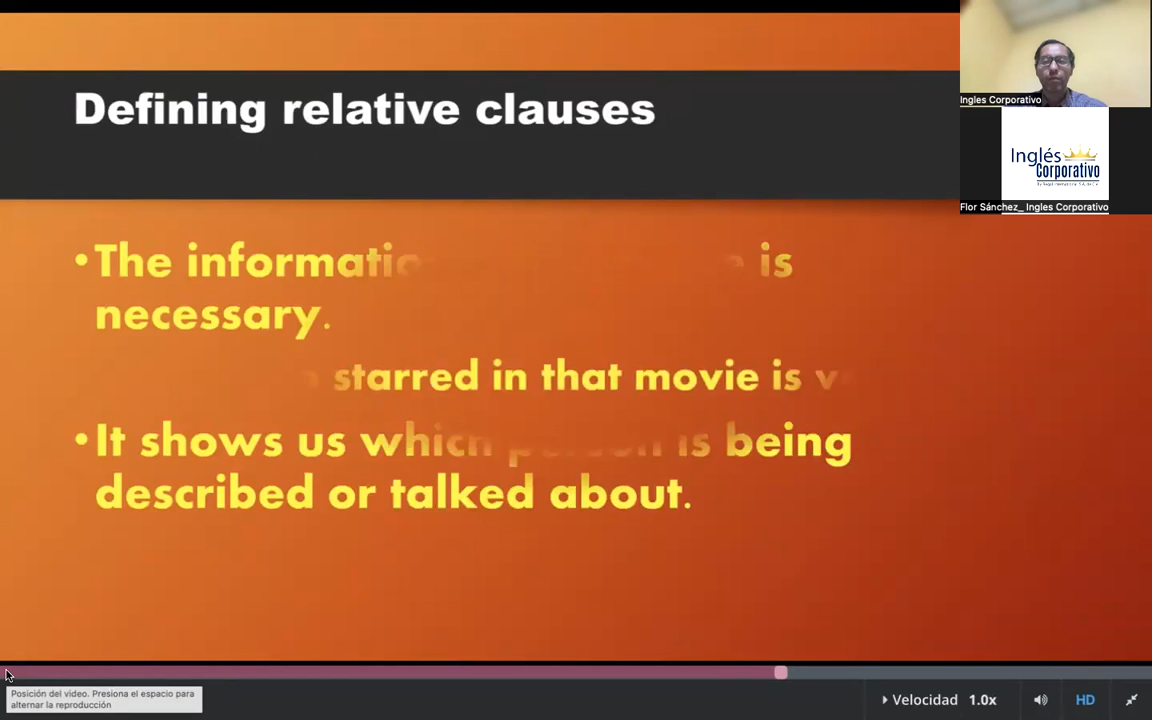 Defining relative clauses
Ingles Corporativo
Inglés
Corporativo
Flor Sánchez_ Ingles Corporativo
•The is
necessary.
starred in that movie is
•It shows us which is being
described or talked about.
Posición del video. Presiona el espacio para
alternar la reproducción
Velocidad 1.0x
HD